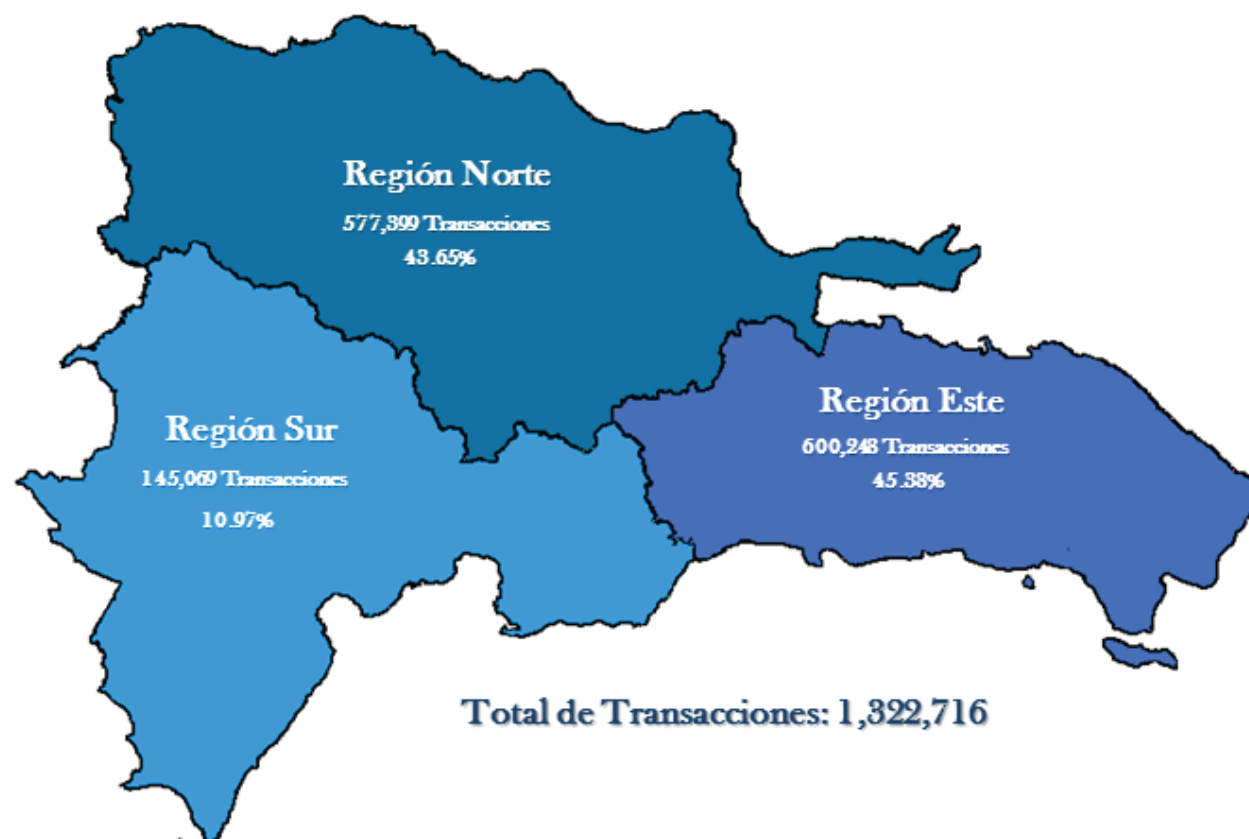 Región Norte
577,399 Transacciones
43.65%
Región Este
600,248 Transacciones
45.38%
Región Sur
145,069 Transacciones
10.97%
Total de Transacciones: 1,322,716